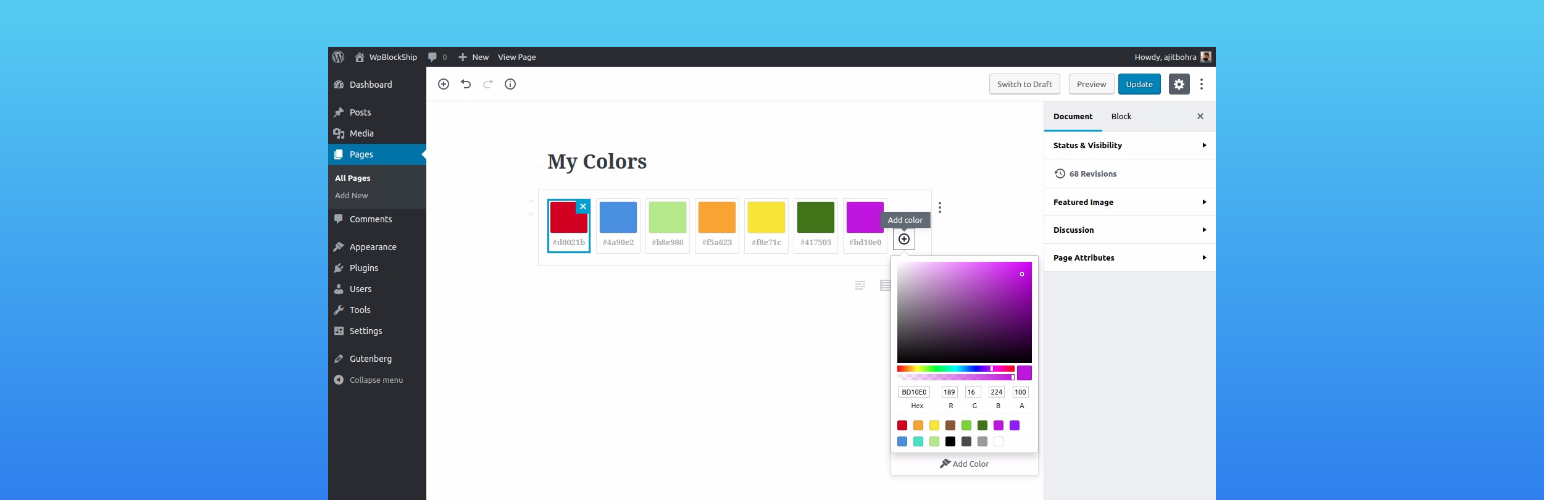 WpBlockShip 0 New View Page Howdy, ajitbohra
Switch to Draft Preview Update
Dashboard
Posts
Media
Pages
All Pages
Add New
Comments
Appearance
Plugins
Users
Tools
Settings
Gutenberg
Collapse menu
My Colors
Add color
#d0021b #4a90e2 #b8e986 #f5a623 #f8e71c #417505 #bd10e0
BD10E0 189 16 224 100
Hex R G B A
Add Color
Document Block
Status & Visibility
68 Revisions
Featured Image
Discussion
Page Attributes